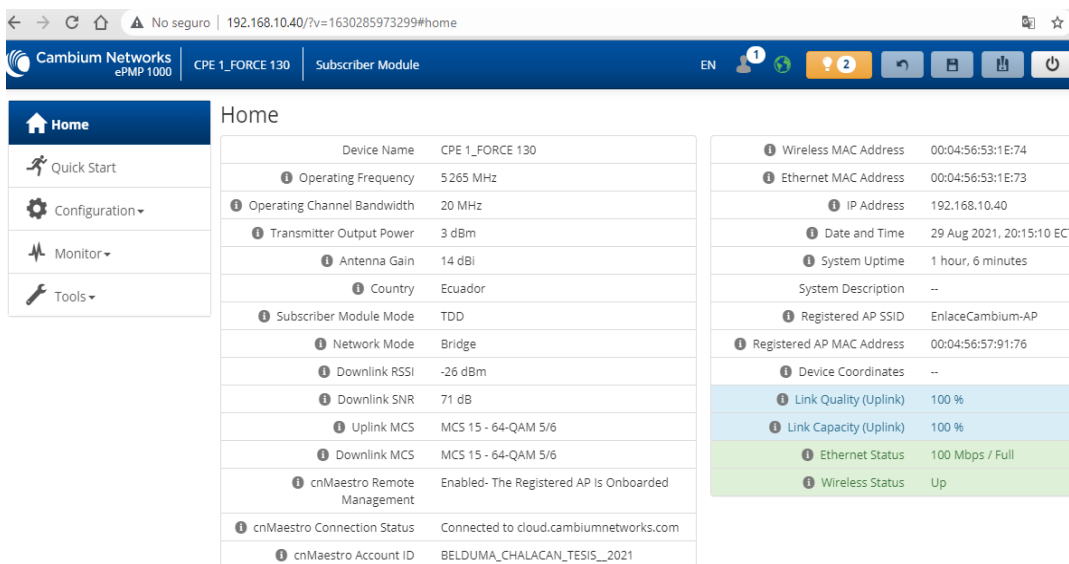 No seguro | 192.168.10.40/?v=1630285973299#home
Cambium Networks
ePMP 1000
CPE 1_FORCE 130
Subscriber Module
EN
1
2
Home
Quick Start
Configuration
Monitor
Tools
Home
Device Name CPE 1_FORCE 130
Operating Frequency 5265 MHz
Operating Channel Bandwidth 20 MHz
Transmitter Output Power 3 dBm
Antenna Gain 14 dBi
Country Ecuador
Subscriber Module Mode TDD
Network Mode Bridge
Downlink RSSI -26 dBm
Downlink SNR 71 dB
Uplink MCS MCS 15 - 64-QAM 5/6
Downlink MCS MCS 15 - 64-QAM 5/6
cnMaestro Remote Enabled- The Registered AP Is Onboarded
Management
cnMaestro Connection Status Connected to cloud.cambiumnetworks.com
cnMaestro Account ID BELDUMA_CHALACAN_TESIS__2021
Wireless MAC Address 00:04:56:53:1E:74
Ethernet MAC Address 00:04:56:53:1E:73
IP Address 192.168.10.40
Date and Time 29 Aug 2021, 20:15:10 ECT
System Uptime 1 hour, 6 minutes
System Description --
Registered AP SSID EnlaceCambium-AP
Registered AP MAC Address 00:04:56:57:91:76
Device Coordinates --
Link Quality (Uplink) 100 %
Link Capacity (Uplink) 100 %
Ethernet Status 100 Mbps / Full
Wireless Status Up